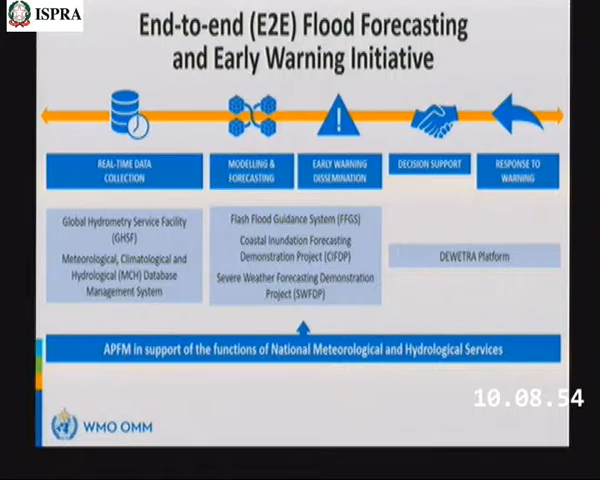 ISPRA
End-to-end (E2E) Flood Forecasting
and Early Warning Initiative
REAL-TIME DATA
COLLECTION
MODELLING &
FORECASTING
EARLY WARNING
DISSEMINATION
DECISION SUPPORT
RESPONSE TO
WARNING
Global Hydrometry Service Facility
(GHSF)
Meteorological, Climatological and
Hydrological (MCH) Database
Management System
Flash Flood Guidance System (FFGS)
Coastal Inundation Forecasting
Demonstration Project (CIFDP)
Severe Weather Forecasting Demonstration
Project (SWFDP)
DEWETRA Platform
APFM in support of the functions of National Meteorological and Hydrological Services
10.08.54
WMO OMM